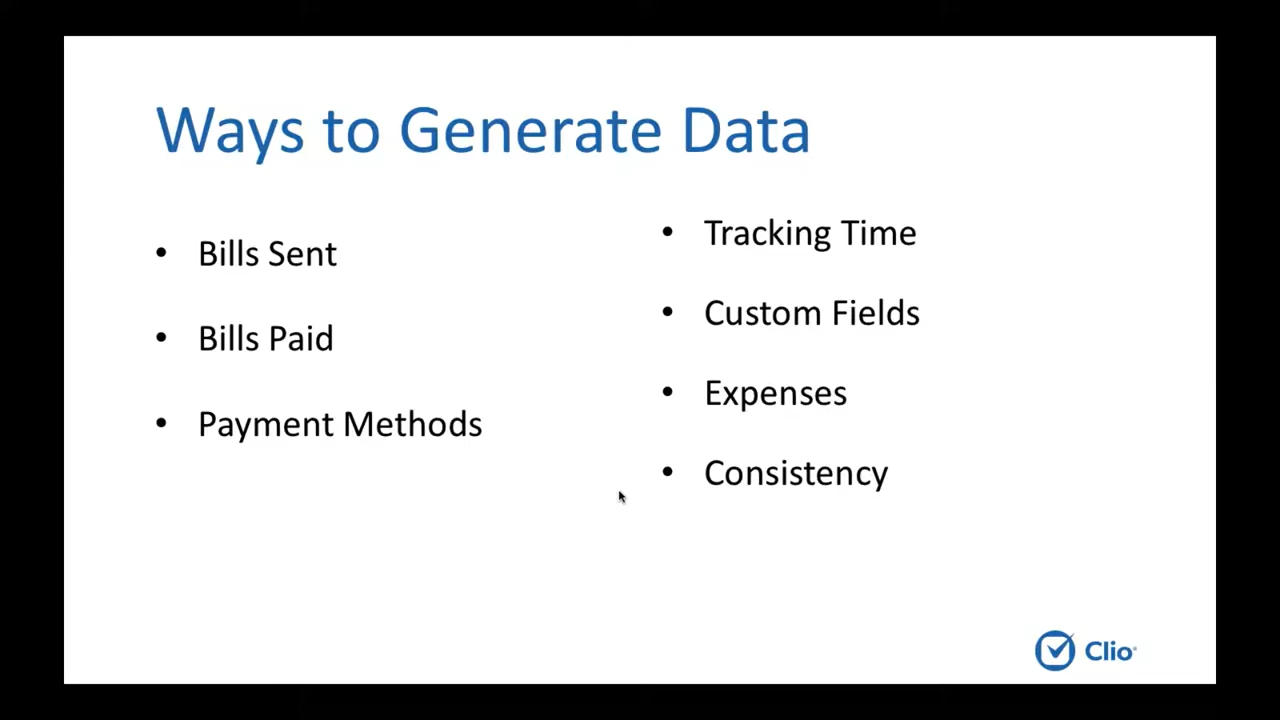 Ways to Generate Data
• Bills Sent
• Bills Paid
• Payment Methods
• Tracking Time
• Custom Fields
• Expenses
• Consistency
Clio®